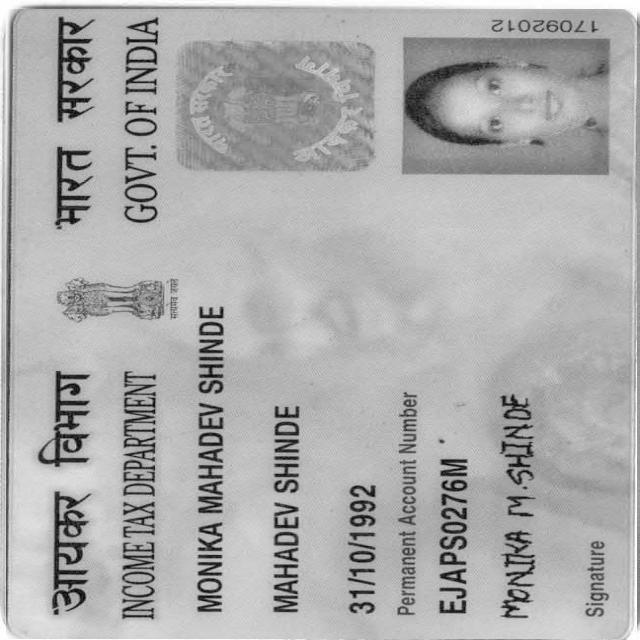 आयकर विभाग
INCOME TAX DEPARTMENT
भारत सरकार
GOVT. OF INDIA
सत्यमेव जयते
MONIKA MAHADEV SHINDE
MAHADEV SHINDE
31/10/1992
Permanent Account Number
EJAPS0276M
MONIKA M.SHINDE
Signature
17092012